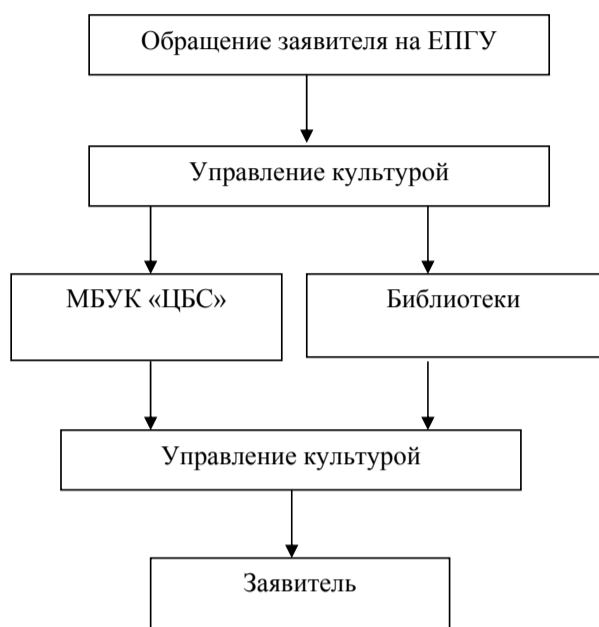 Обращение заявителя на ЕПГУ
Управление культурой
МБУК «ЦБС»
Библиотеки
Управление культурой
Заявитель